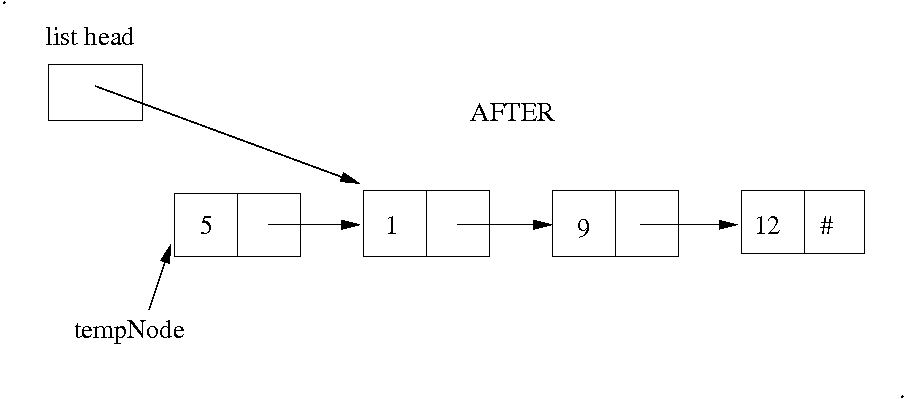 list head
AFTER
5
1
9
12 #
tempNode